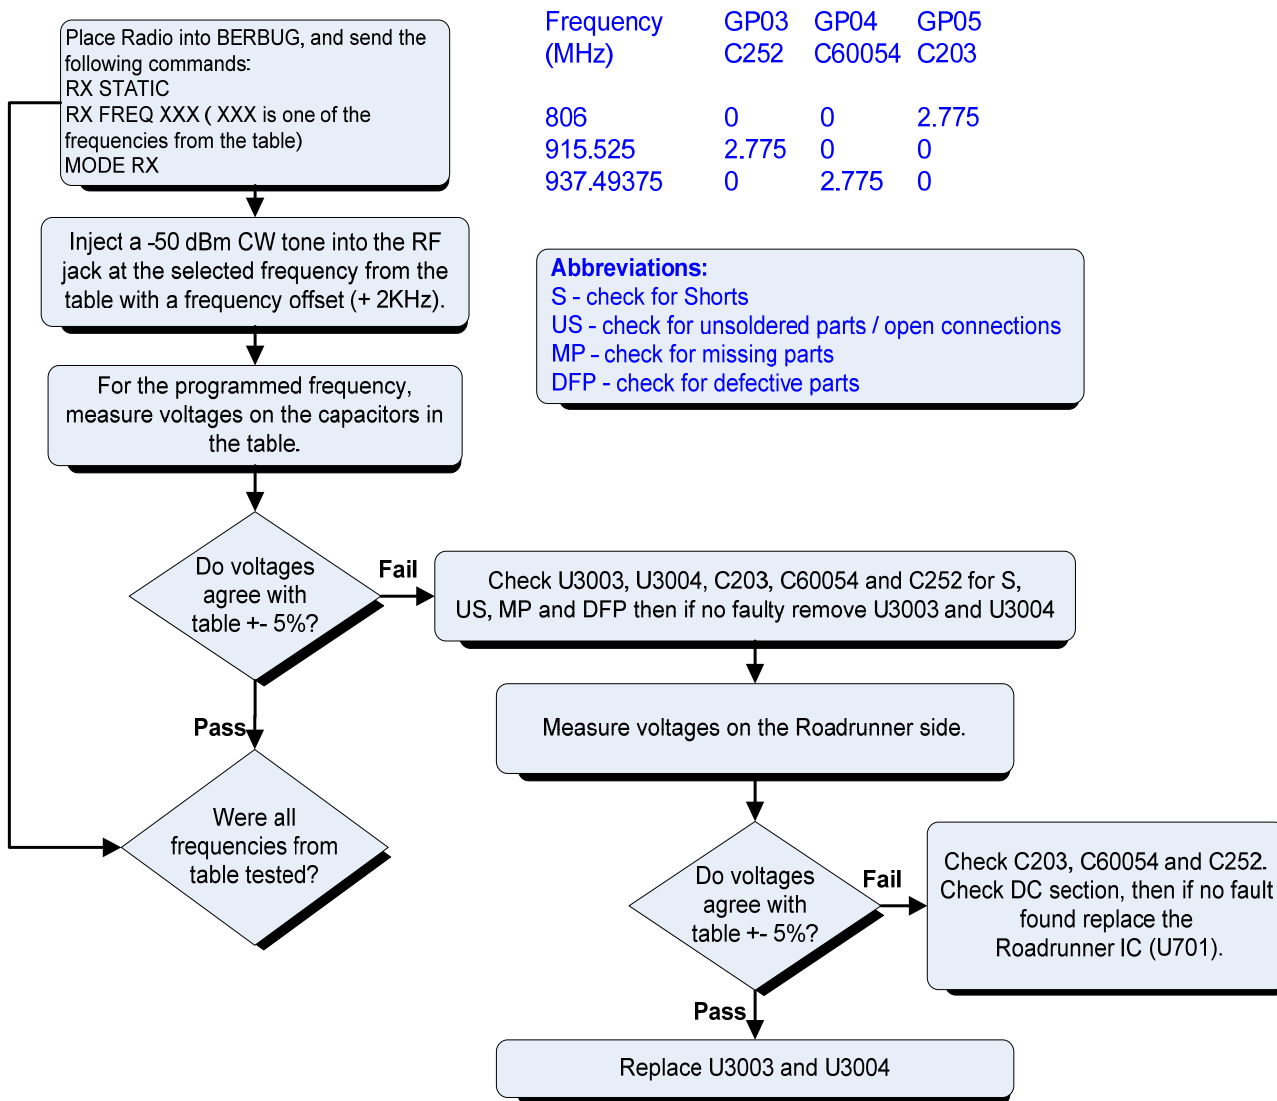 Place Radio into BERBUG, and send the
following commands:
RX STATIC
RX FREQ XXX ( XXX is one of the
frequencies from the table)
MODE RX
Frequency GP03 GP04 GP05
(MHz) C252 C60054 C203
806 0 0 2.775
915.525 2.775 0 0
937.49375 0 2.775 0
Inject a -50 dBm CW tone into the RF
jack at the selected frequency from the
table with a frequency offset (+ 2KHz).
Abbreviations:
S - check for Shorts
US - check for unsoldered parts / open connections
MP - check for missing parts
DFP - check for defective parts
For the programmed frequency,
measure voltages on the capacitors in
the table.
Do voltages
agree with
table +- 5%?
Fail
Check U3003, U3004, C203, C60054 and C252 for S,
US, MP and DFP then if no faulty remove U3003 and U3004
Pass
Measure voltages on the Roadrunner side.
Were all
frequencies from
table tested?
Do voltages
agree with
table +- 5%?
Fail
Check C203, C60054 and C252.
Check DC section, then if no fault
found replace the
Roadrunner IC (U701).
Pass
Replace U3003 and U3004